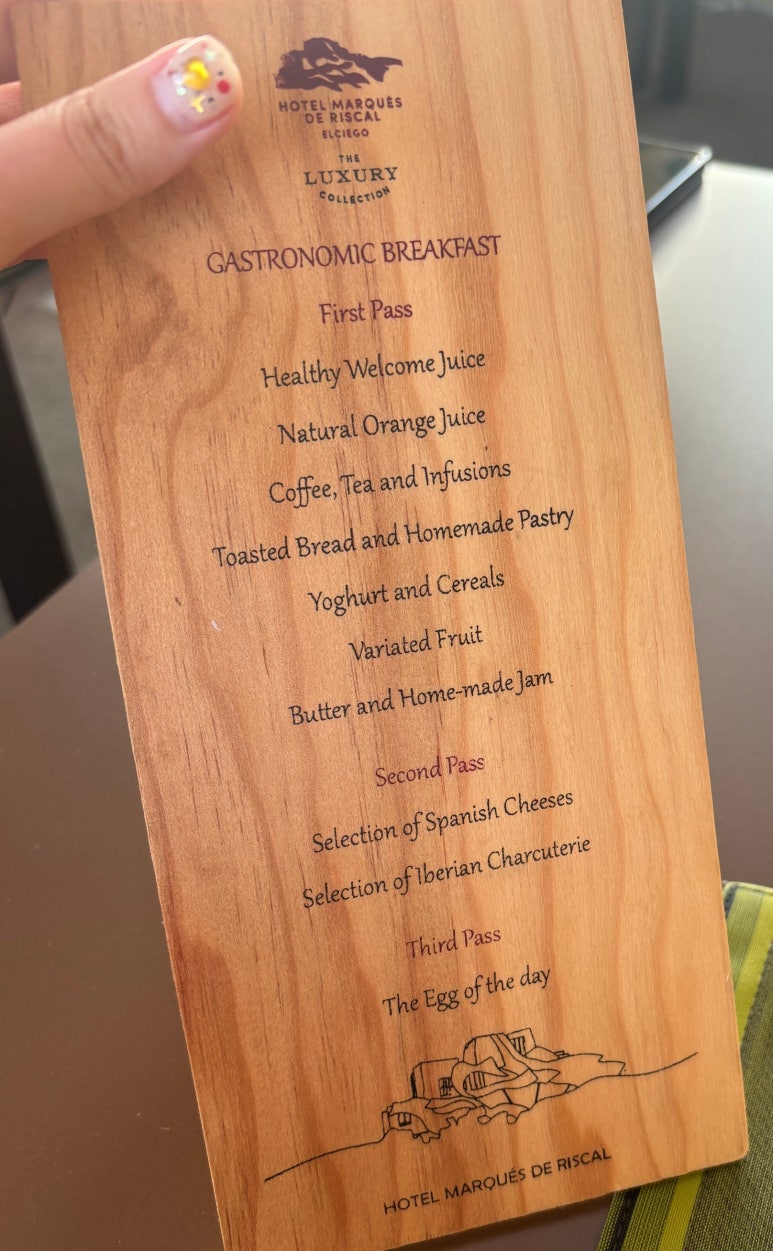 HOTEL MARQUÉS
DE RISCAL
ELCIEGO
THE
LUXURY
COLLECTION
GASTRONOMIC BREAKFAST
First Pass
Healthy Welcome Juice
Natural Orange Juice
Coffee, Tea and Infusions
Toasted Bread and Homemade Pastry
Yoghurt and Cereals
Variated Fruit
Butter and Home-made Jam
Second Pass
Selection of Spanish Cheeses
Selection of Iberian Charcuterie
Third Pass
The Egg of the day
HOTEL MARQUÉS DE RISCAL